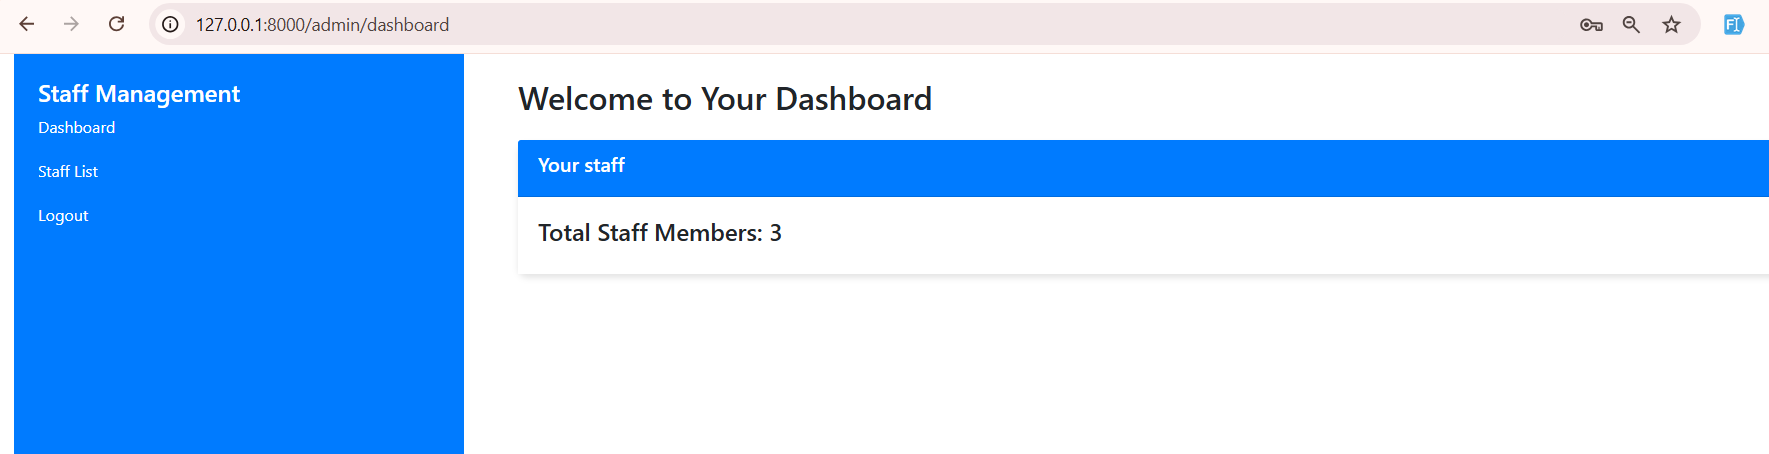 127.0.0.1:8000/admin/dashboard
Staff Management
Dashboard
Staff List
Logout
Welcome to Your Dashboard
Your staff
Total Staff Members: 3